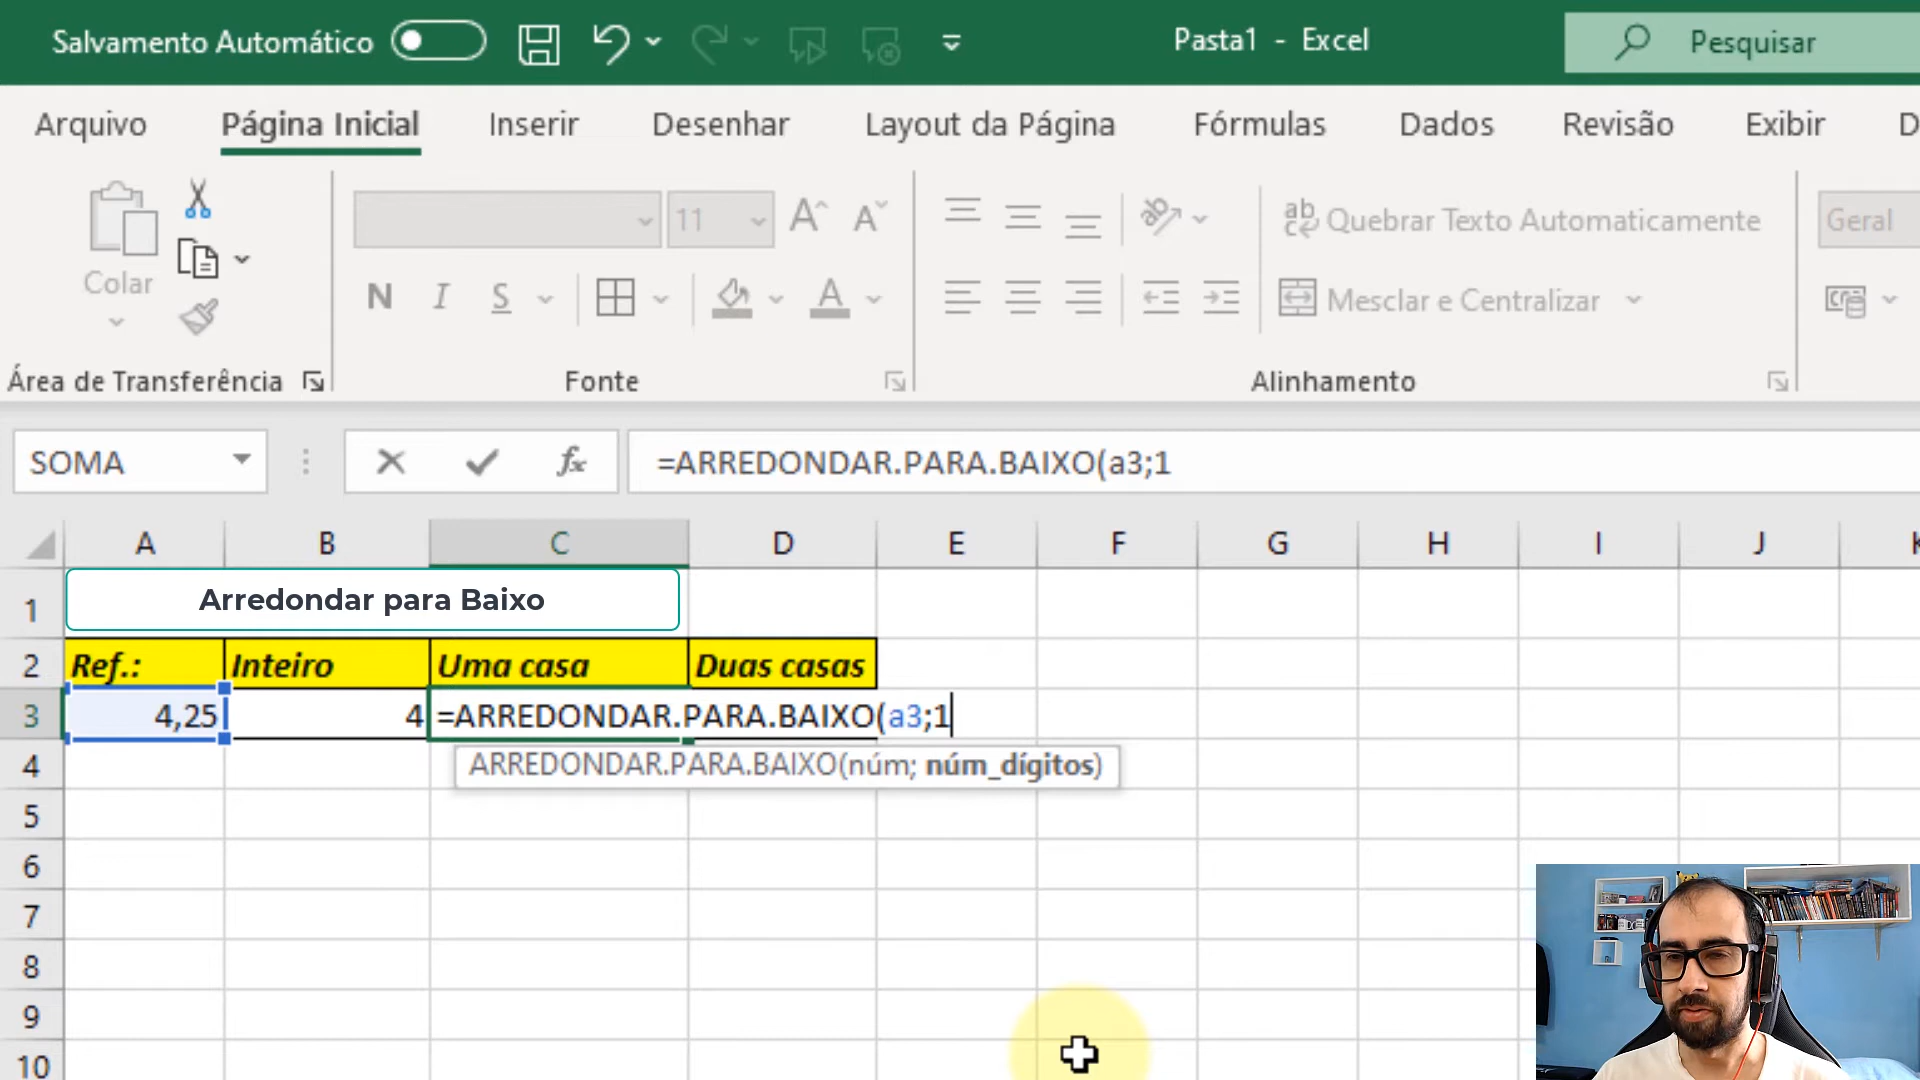 Salvamento Automático
Pasta1 - Excel
Pesquisar
Arquivo
Página Inicial
Inserir
Desenhar
Layout da Página
Fórmulas
Dados
Revisão
Exibir
D
Colar
11
N I S
A
ab
Quebrar Texto Automaticamente
Mesclar e Centralizar
Geral
Área de Transferência
Fonte
Alinhamento
SOMA
fx
=ARREDONDAR.PARA.BAIXO(a3;1
A B C D E F G H I J K
1 Arredondar para Baixo
2 Ref.: Inteiro Uma casa Duas casas
3 4,25 4 =ARREDONDAR.PARA.BAIXO(a3;1
4 ARREDONDAR.PARA.BAIXO(núm; núm_dígitos)
5
6
7
8
9
10